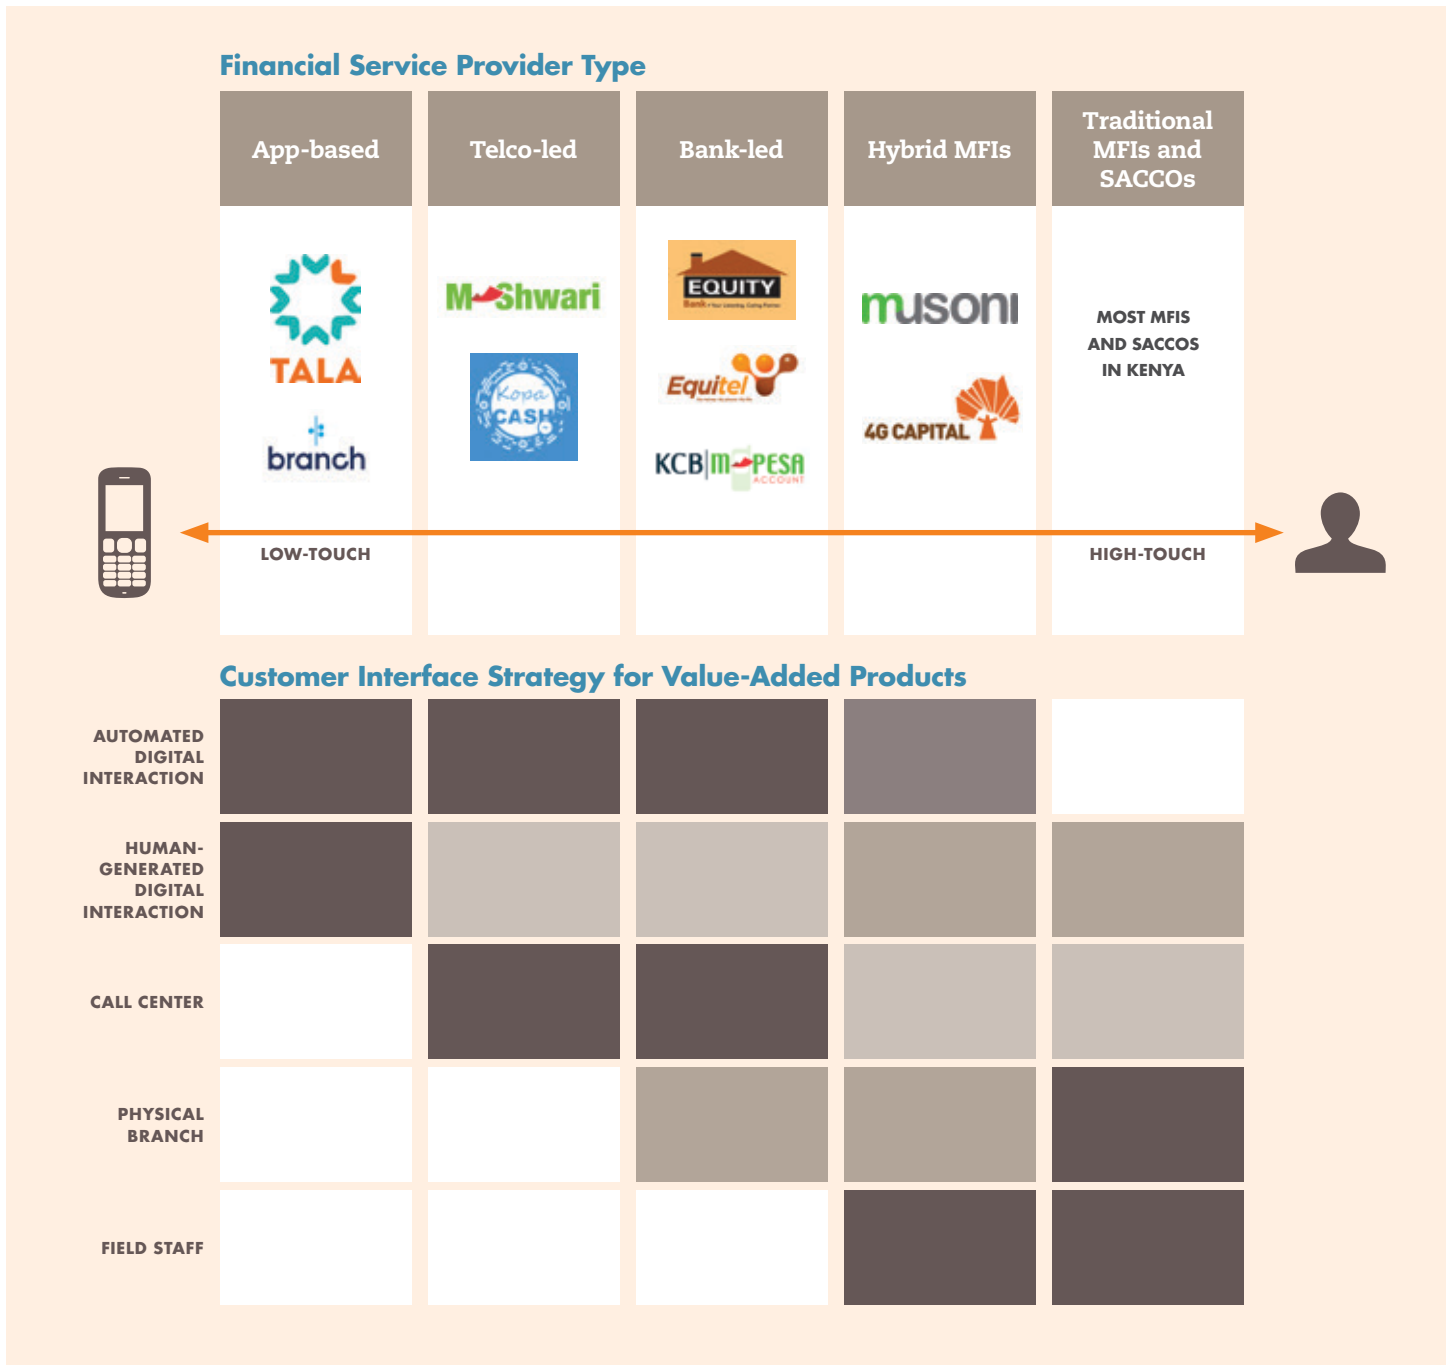 Financial Service Provider Type
App-based
Telco-led
Bank-led
Hybrid MFIs
Traditional
MFIs and
SACCOs
TALA
branch
M-Shwari
Kopa
CASH
EQUITY
Bank
Equitel
KCB M-PESA
ACCOUNT
musoni
4G CAPITAL
MOST MFIS
AND SACCOS
IN KENYA
LOW-TOUCH
HIGH-TOUCH
Customer Interface Strategy for Value-Added Products
AUTOMATED
DIGITAL
INTERACTION
HUMAN-
GENERATED
DIGITAL
INTERACTION
CALL CENTER
PHYSICAL
BRANCH
FIELD STAFF